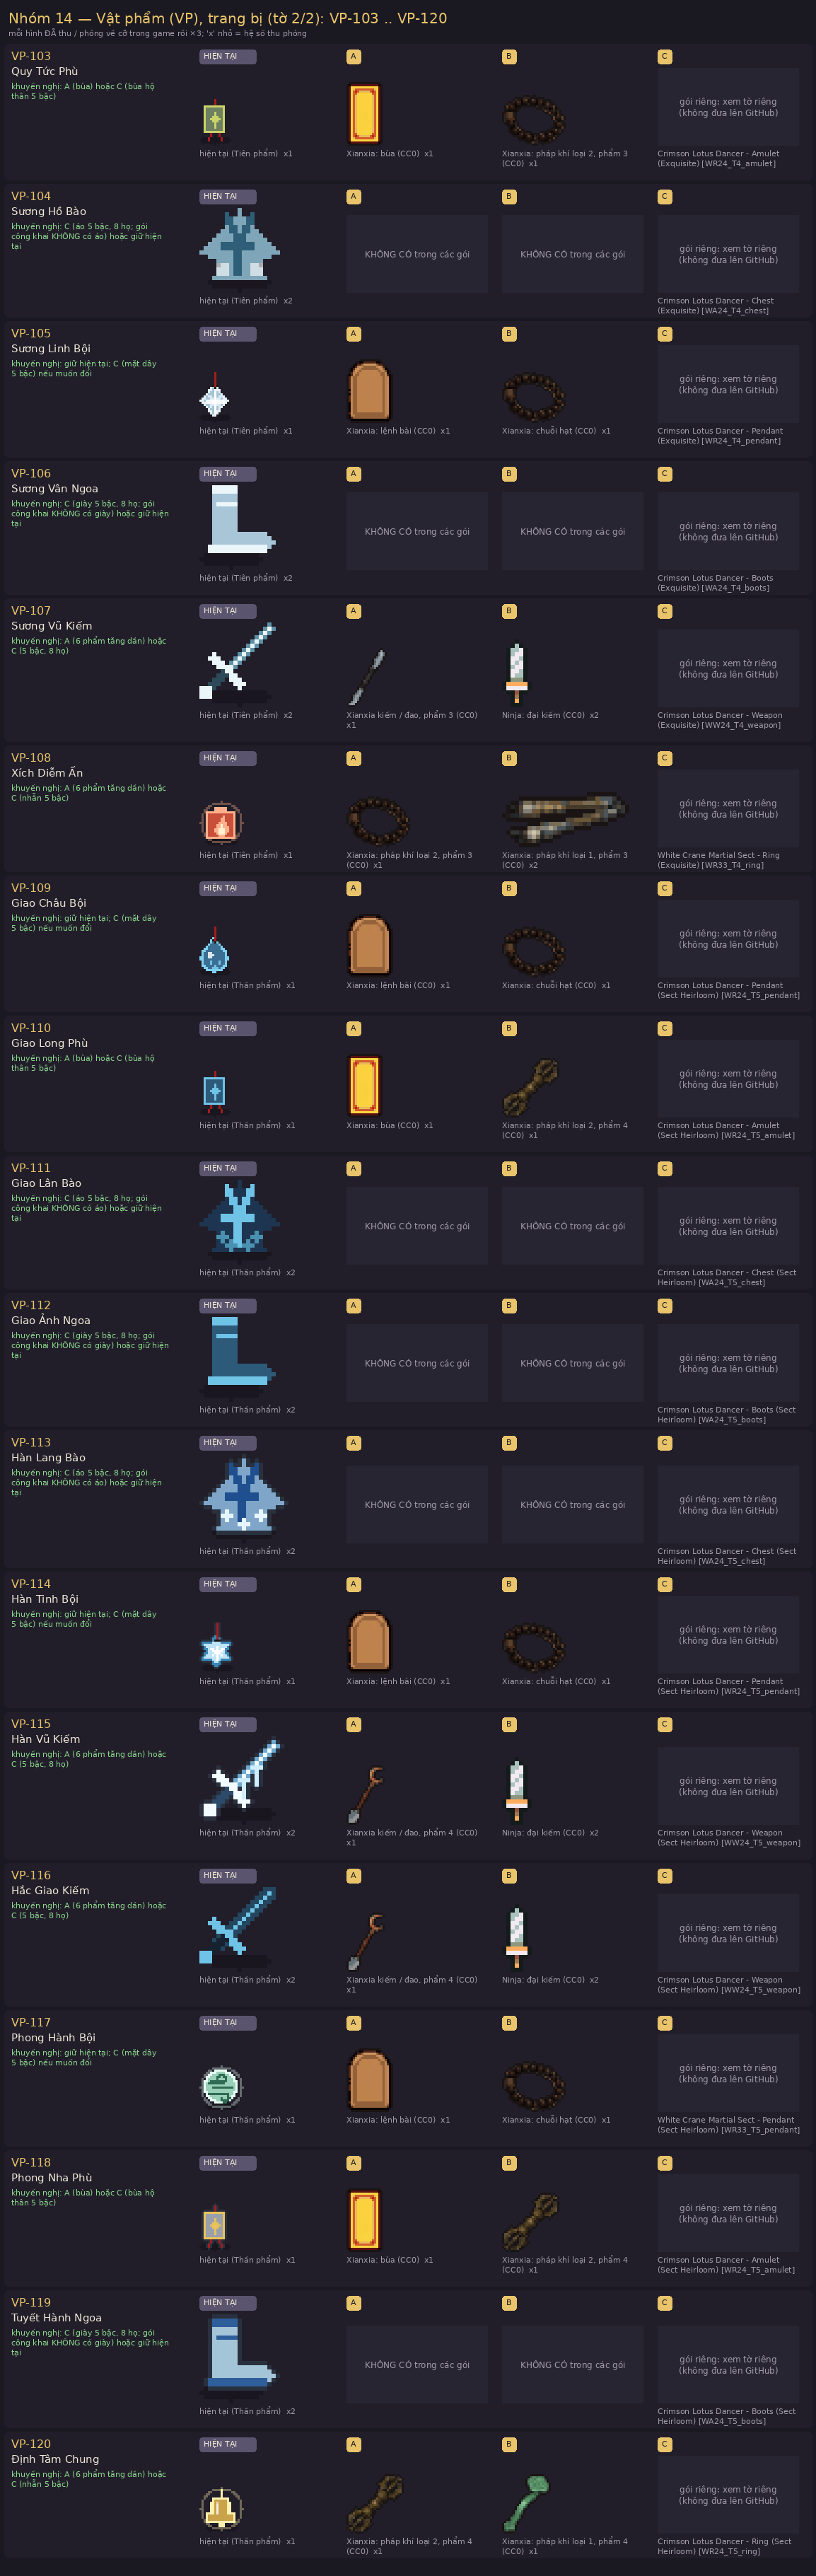 Nhóm 14 — Vật phẩm (VP), trang bị (tờ 2/2): VP-103 .. VP-120
mỗi hình ĐÃ thu / phóng về cỡ trong game rồi ×3; 'x' nhỏ = hệ số thu phóng
VP-103
Quy Tức Phù
khuyến nghị: A (bùa) hoặc C (bùa hộ
thân 5 bậc)
HIỆN TẠI
hiện tại (Tiên phẩm) x1
A
Xianxia: bùa (CC0) x1
B
Xianxia: pháp khí loại 2, phẩm 3
(CC0) x1
C
gói riêng: xem tờ riêng
(không đưa lên GitHub)
Crimson Lotus Dancer - Amulet
(Exquisite) [WR24_T4_amulet]
VP-104
Sương Hồ Bào
khuyến nghị: C (áo 5 bậc, 8 họ; gói
công khai KHÔNG có áo) hoặc giữ hiện
tại
HIỆN TẠI
hiện tại (Tiên phẩm) x2
A
KHÔNG CÓ trong các gói
B
KHÔNG CÓ trong các gói
C
gói riêng: xem tờ riêng
(không đưa lên GitHub)
Crimson Lotus Dancer - Chest
(Exquisite) [WA24_T4_chest]
VP-105
Sương Linh Bội
khuyến nghị: giữ hiện tại; C (mặt dây
5 bậc) nếu muốn đổi
HIỆN TẠI
hiện tại (Tiên phẩm) x1
A
Xianxia: lệnh bài (CC0) x1
B
Xianxia: chuỗi hạt (CC0) x1
C
gói riêng: xem tờ riêng
(không đưa lên GitHub)
Crimson Lotus Dancer - Pendant
(Exquisite) [WR24_T4_pendant]
VP-106
Sương Vân Ngoa
khuyến nghị: C (giày 5 bậc, 8 họ; gói
công khai KHÔNG có giày) hoặc giữ hiện
tại
HIỆN TẠI
hiện tại (Tiên phẩm) x2
A
KHÔNG CÓ trong các gói
B
KHÔNG CÓ trong các gói
C
gói riêng: xem tờ riêng
(không đưa lên GitHub)
Crimson Lotus Dancer - Boots
(Exquisite) [WA24_T4_boots]
VP-107
Sương Vũ Kiếm
khuyến nghị: A (6 phẩm tăng dần) hoặc
C (5 bậc, 8 họ)
HIỆN TẠI
hiện tại (Tiên phẩm) x2
A
Xianxia kiếm / đao, phẩm 3 (CC0)
x1
B
Ninja: đại kiếm (CC0) x2
C
gói riêng: xem tờ riêng
(không đưa lên GitHub)
Crimson Lotus Dancer - Weapon
(Exquisite) [WW24_T4_weapon]
VP-108
Xích Diễm Ấn
khuyến nghị: A (6 phẩm tăng dần) hoặc
C (nhẫn 5 bậc)
HIỆN TẠI
hiện tại (Tiên phẩm) x1
A
Xianxia: pháp khí loại 2, phẩm 3
(CC0) x1
B
Xianxia: pháp khí loại 1, phẩm 3
(CC0) x2
C
gói riêng: xem tờ riêng
(không đưa lên GitHub)
White Crane Martial Sect - Ring
(Exquisite) [WR33_T4_ring]
VP-109
Giao Châu Bội
khuyến nghị: giữ hiện tại; C (mặt dây
5 bậc) nếu muốn đổi
HIỆN TẠI
hiện tại (Thần phẩm) x1
A
Xianxia: lệnh bài (CC0) x1
B
Xianxia: chuỗi hạt (CC0) x1
C
gói riêng: xem tờ riêng
(không đưa lên GitHub)
Crimson Lotus Dancer - Pendant
(Sect Heirloom) [WR24_T5_pendant]
VP-110
Giao Long Phù
khuyến nghị: A (bùa) hoặc C (bùa hộ
thân 5 bậc)
HIỆN TẠI
hiện tại (Thần phẩm) x1
A
Xianxia: bùa (CC0) x1
B
Xianxia: pháp khí loại 2, phẩm 4
(CC0) x1
C
gói riêng: xem tờ riêng
(không đưa lên GitHub)
Crimson Lotus Dancer - Amulet
(Sect Heirloom) [WR24_T5_amulet]
VP-111
Giao Lân Bào
khuyến nghị: C (áo 5 bậc, 8 họ; gói
công khai KHÔNG có áo) hoặc giữ hiện
tại
HIỆN TẠI
hiện tại (Thần phẩm) x2
A
KHÔNG CÓ trong các gói
B
KHÔNG CÓ trong các gói
C
gói riêng: xem tờ riêng
(không đưa lên GitHub)
Crimson Lotus Dancer - Chest (Sect
Heirloom) [WA24_T5_chest]
VP-112
Giao Ảnh Ngoa
khuyến nghị: C (giày 5 bậc, 8 họ; gói
công khai KHÔNG có giày) hoặc giữ hiện
tại
HIỆN TẠI
hiện tại (Thần phẩm) x2
A
KHÔNG CÓ trong các gói
B
KHÔNG CÓ trong các gói
C
gói riêng: xem tờ riêng
(không đưa lên GitHub)
Crimson Lotus Dancer - Boots (Sect
Heirloom) [WA24_T5_boots]
VP-113
Hàn Lang Bào
khuyến nghị: C (áo 5 bậc, 8 họ; gói
công khai KHÔNG có áo) hoặc giữ hiện
tại
HIỆN TẠI
hiện tại (Thần phẩm) x2
A
KHÔNG CÓ trong các gói
B
KHÔNG CÓ trong các gói
C
gói riêng: xem tờ riêng
(không đưa lên GitHub)
Crimson Lotus Dancer - Chest (Sect
Heirloom) [WA24_T5_chest]
VP-114
Hàn Tinh Bội
khuyến nghị: giữ hiện tại; C (mặt dây
5 bậc) nếu muốn đổi
HIỆN TẠI
hiện tại (Thần phẩm) x1
A
Xianxia: lệnh bài (CC0) x1
B
Xianxia: chuỗi hạt (CC0) x1
C
gói riêng: xem tờ riêng
(không đưa lên GitHub)
Crimson Lotus Dancer - Pendant
(Sect Heirloom) [WR24_T5_pendant]
VP-115
Hàn Vũ Kiếm
khuyến nghị: A (6 phẩm tăng dần) hoặc
C (5 bậc, 8 họ)
HIỆN TẠI
hiện tại (Thần phẩm) x2
A
Xianxia kiếm / đao, phẩm 4 (CC0)
x1
B
Ninja: đại kiếm (CC0) x2
C
gói riêng: xem tờ riêng
(không đưa lên GitHub)
Crimson Lotus Dancer - Weapon
(Sect Heirloom) [WW24_T5_weapon]
VP-116
Hắc Giao Kiếm
khuyến nghị: A (6 phẩm tăng dần) hoặc
C (5 bậc, 8 họ)
HIỆN TẠI
hiện tại (Thần phẩm) x2
A
Xianxia kiếm / đao, phẩm 4 (CC0)
x1
B
Ninja: đại kiếm (CC0) x2
C
gói riêng: xem tờ riêng
(không đưa lên GitHub)
Crimson Lotus Dancer - Weapon
(Sect Heirloom) [WW24_T5_weapon]
VP-117
Phong Hành Bội
khuyến nghị: giữ hiện tại; C (mặt dây
5 bậc) nếu muốn đổi
HIỆN TẠI
hiện tại (Thần phẩm) x1
A
Xianxia: lệnh bài (CC0) x1
B
Xianxia: chuỗi hạt (CC0) x1
C
gói riêng: xem tờ riêng
(không đưa lên GitHub)
White Crane Martial Sect - Pendant
(Sect Heirloom) [WR33_T5_pendant]
VP-118
Phong Nha Phù
khuyến nghị: A (bùa) hoặc C (bùa hộ
thân 5 bậc)
HIỆN TẠI
hiện tại (Thần phẩm) x1
A
Xianxia: bùa (CC0) x1
B
Xianxia: pháp khí loại 2, phẩm 4
(CC0) x1
C
gói riêng: xem tờ riêng
(không đưa lên GitHub)
Crimson Lotus Dancer - Amulet
(Sect Heirloom) [WR24_T5_amulet]
VP-119
Tuyết Hành Ngoa
khuyến nghị: C (giày 5 bậc, 8 họ; gói
công khai KHÔNG có giày) hoặc giữ hiện
tại
HIỆN TẠI
hiện tại (Thần phẩm) x2
A
KHÔNG CÓ trong các gói
B
KHÔNG CÓ trong các gói
C
gói riêng: xem tờ riêng
(không đưa lên GitHub)
Crimson Lotus Dancer - Boots (Sect
Heirloom) [WA24_T5_boots]
VP-120
Định Tâm Chung
khuyến nghị: A (6 phẩm tăng dần) hoặc
C (nhẫn 5 bậc)
HIỆN TẠI
hiện tại (Thần phẩm) x1
A
Xianxia: pháp khí loại 2, phẩm 4
(CC0) x1
B
Xianxia: pháp khí loại 1, phẩm 4
(CC0) x1
C
gói riêng: xem tờ riêng
(không đưa lên GitHub)
Crimson Lotus Dancer - Ring (Sect
Heirloom) [WR24_T5_ring]